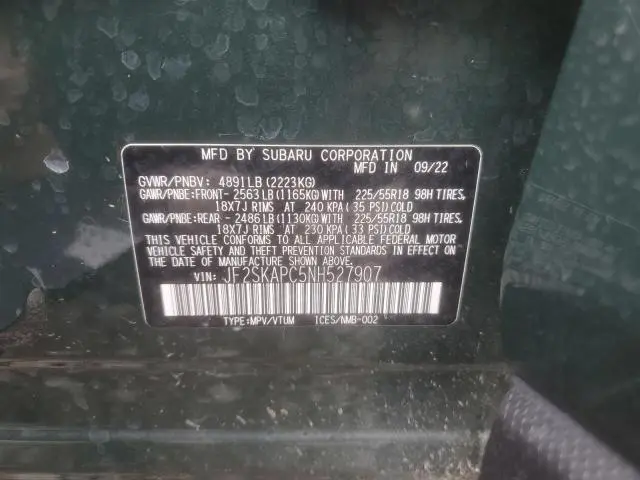 MFD BY SUBARU CORPORATION
MFD IN 09/22
GVWR/PNBV: 4891LB(2223KG)
GAWR/PNBE:FRONT-2563LB(1165KG)WITH 225/55R18 98H TIRES,
18X7J RIMS AT 240 KPA(35 PSI)COLD
GAWR/PNBE:REAR -2486LB(1130KG)WITH 225/55R18 98H TIRES,
18X7J RIMS AT 230 KPA(33 PSI)COLD
THIS VEHICLE CONFORMS TO ALL APPLICABLE FEDERAL MOTOR
VEHICLE SAFETY AND THEFT PREVENTION STANDARDS IN EFFECT ON
THE DATE OF MANUFACTURE SHOWN ABOVE.
VIN: JF2SKAPC5NH527907
TYPE:MPV/VTUM ICES/NMB-002